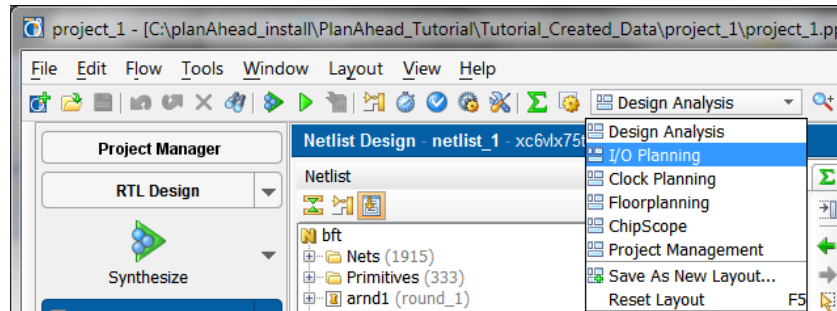 project_1 - [C:\planAhead_install\PlanAhead_Tutorial\Tutorial_Created_Data\project_1\project_1.pp
File Edit Flow Tools Window Layout View Help
Design Analysis
Project Manager
Netlist Design - netlist_1 - xc6vlx75t
Design Analysis
I/O Planning
Netlist
Clock Planning
RTL Design
Floorplanning
ChipScope
bft
Project Management
Nets (1915)
Synthesize
Primitives (333)
Save As New Layout...
arnd1 (round_1)
Reset Layout F5